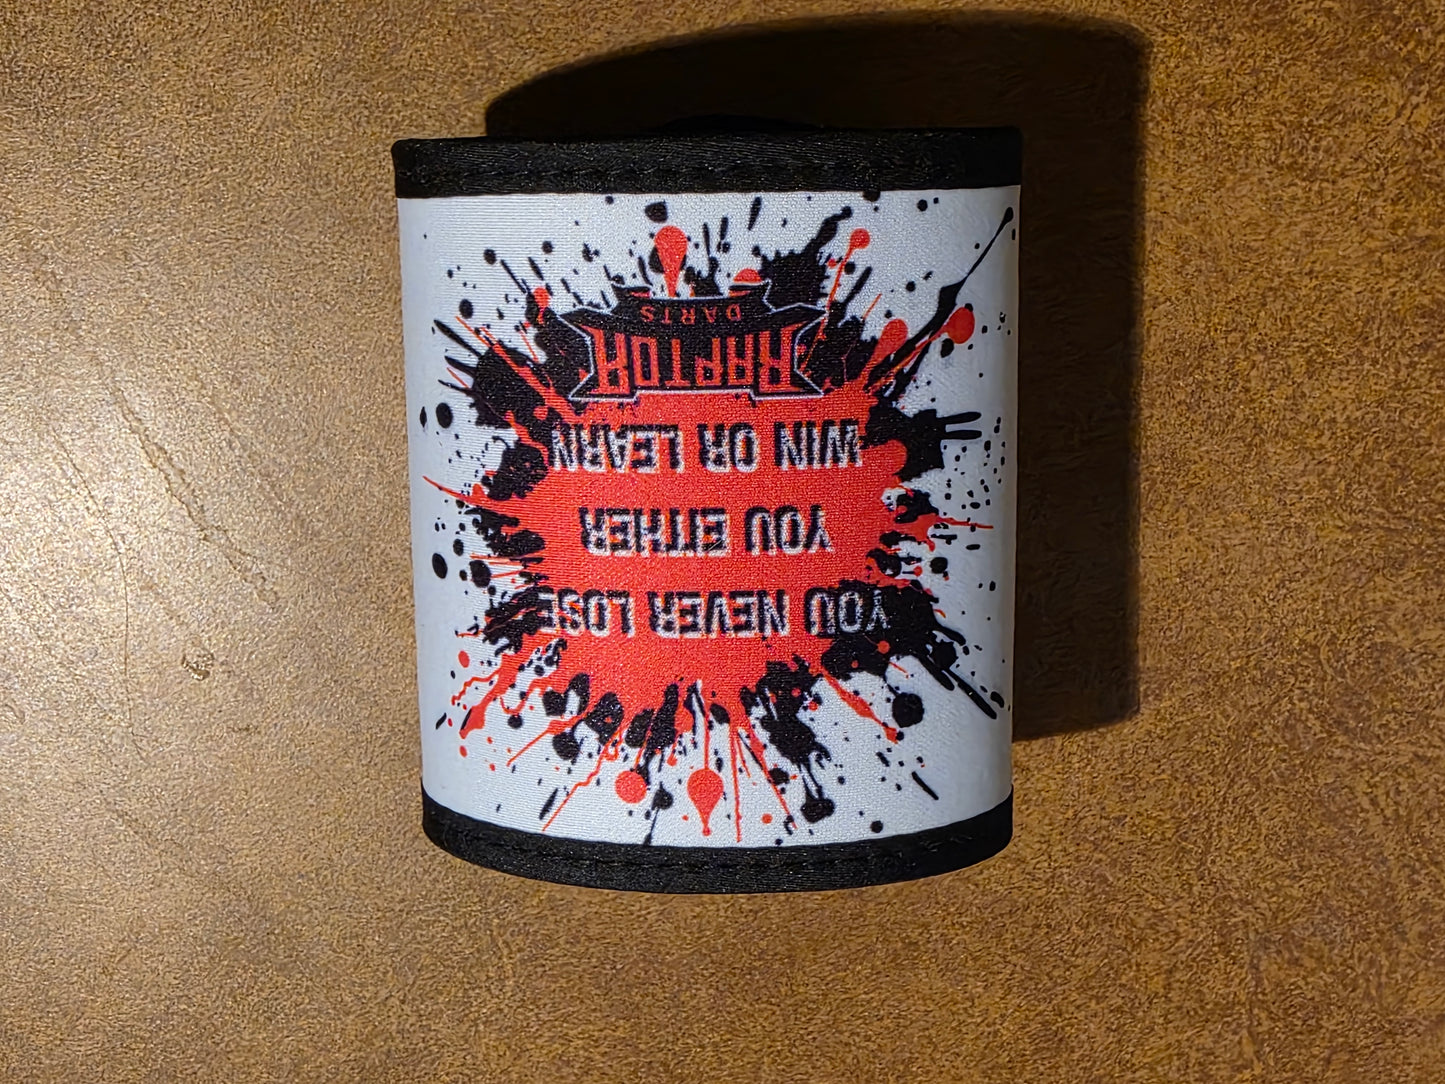 YOU NEVER LOSE
YOU EITHER
WIN OR LEARN
RAPTOR
DARTS